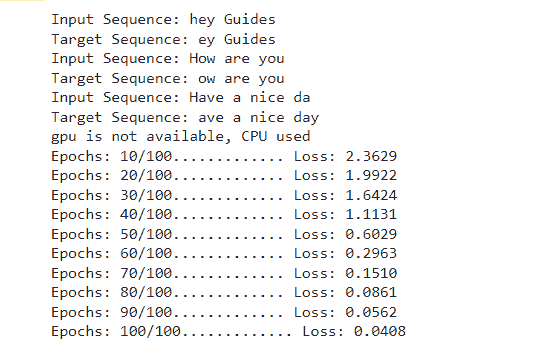 Input Sequence: hey Guides
Target Sequence: ey Guides
Input Sequence: How are you
Target Sequence: ow are you
Input Sequence: Have a nice da
Target Sequence: ave a nice day
gpu is not available, CPU used
Epochs: 10/100............. Loss: 2.3629
Epochs: 20/100............. Loss: 1.9922
Epochs: 30/100............. Loss: 1.6424
Epochs: 40/100............. Loss: 1.1131
Epochs: 50/100............. Loss: 0.6029
Epochs: 60/100............. Loss: 0.2963
Epochs: 70/100............. Loss: 0.1510
Epochs: 80/100............. Loss: 0.0861
Epochs: 90/100............. Loss: 0.0562
Epochs: 100/100............. Loss: 0.0408